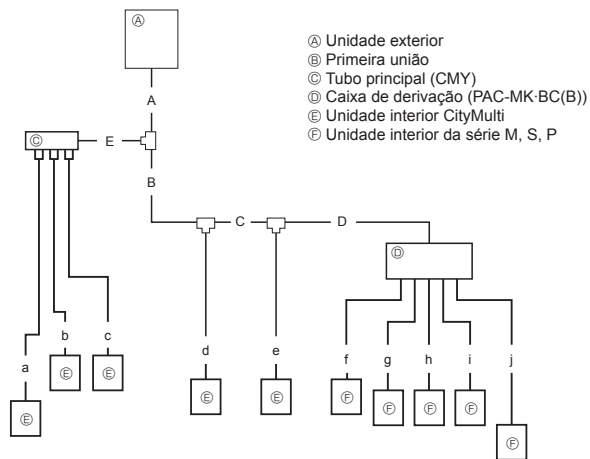 Ⓐ
Ⓐ Unidade exterior
Ⓑ Primeira união
Ⓒ Tubo principal (CMY)
Ⓓ Caixa de derivação (PAC-MK·BC(B))
Ⓔ Unidade interior CityMulti
Ⓕ Unidade interior da série M, S, P
A
Ⓒ
E
B
C
D
Ⓓ
a
b
c
d
e
f
g
h
i
j
Ⓔ
Ⓔ
Ⓔ
Ⓔ
Ⓔ
Ⓕ
Ⓕ
Ⓕ
Ⓕ
Ⓕ